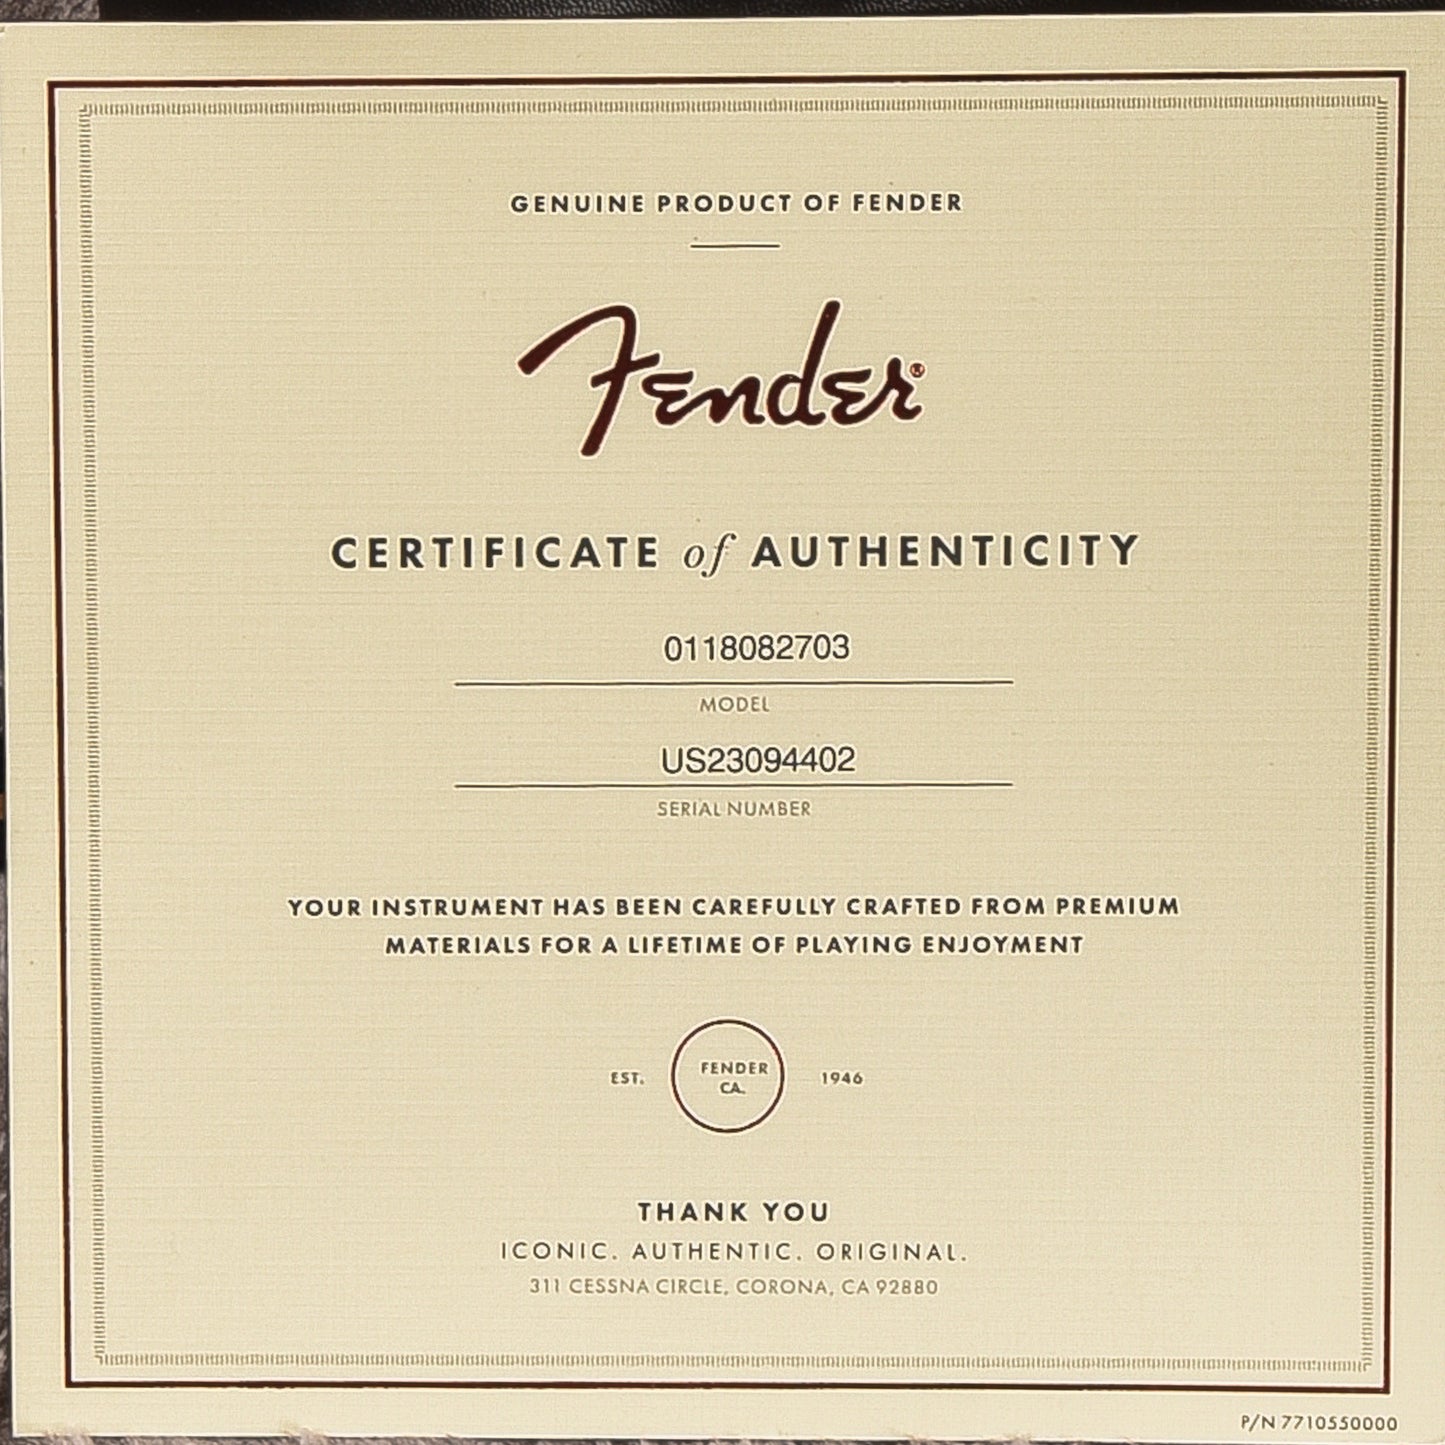 GENUINE PRODUCT OF FENDER
Fender®
CERTIFICATE of AUTHENTICITY
0118082703
MODEL
US23094402
SERIAL NUMBER
YOUR INSTRUMENT HAS BEEN CAREFULLY CRAFTED FROM PREMIUM
MATERIALS FOR A LIFETIME OF PLAYING ENJOYMENT
EST. FENDER CA. 1946
THANK YOU
ICONIC. AUTHENTIC. ORIGINAL.
311 CESSNA CIRCLE, CORONA, CA 92880
P/N 7710550000